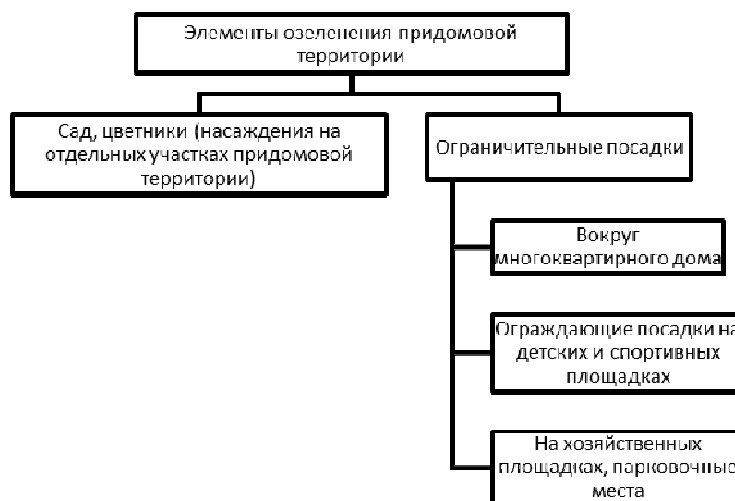 Элементы озеленения придомовой
территории
Сад, цветники (насаждения на
отдельных участках придомовой
территории)
Ограничительные посадки
Вокруг
многоквартирного дома
Ограждающие посадки на
детских и спортивных
площадках
На хозяйственных
площадках, парковочные
места